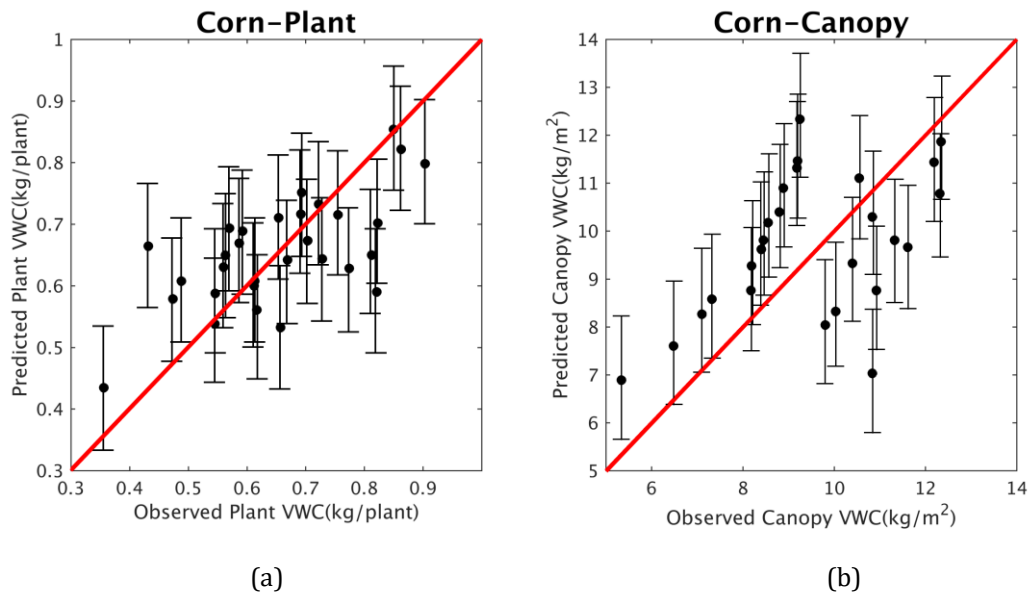 Corn-Plant
1
0.9
0.8
0.7
0.6
0.5
0.4
0.3
Predicted Plant VWC(kg/plant)
0.3 0.4 0.5 0.6 0.7 0.8 0.9
Observed Plant VWC(kg/plant)
(a)
Corn-Canopy
14
13
12
11
10
9
8
7
6
5
Predicted Canopy VWC(kg/m²)
6 8 10 12 14
Observed Canopy VWC(kg/m²)
(b)